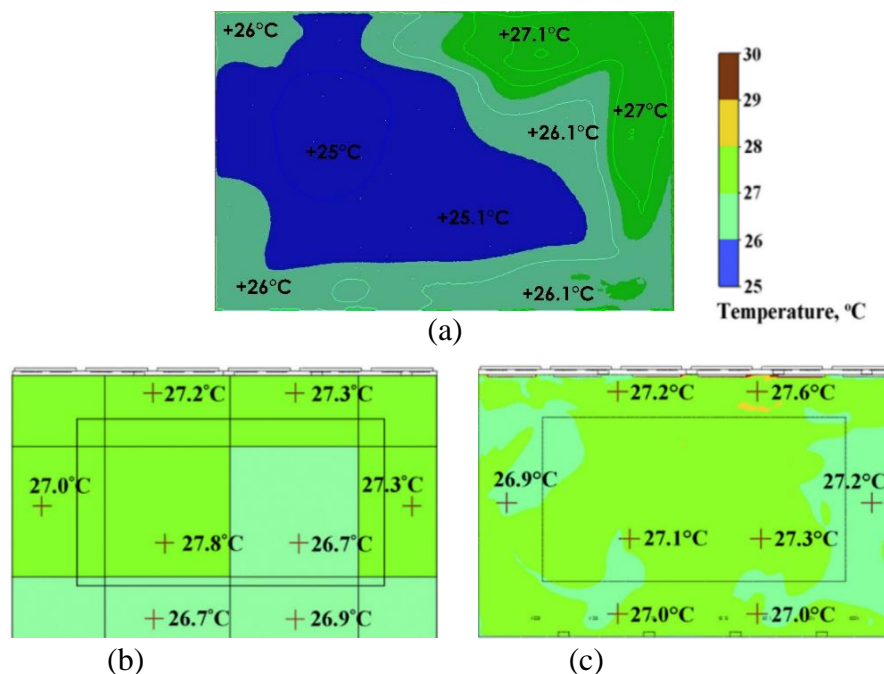 +26°C
+27.1°C
+27°C
+26.1°C
+25°C
+25.1°C
+26°C
+26.1°C
30
29
28
27
26
25
Temperature, °C
(a)
27.2°C
27.3°C
27.0°C
27.3°C
27.8°C
26.7°C
26.7°C
26.9°C
(b)
27.2°C
27.6°C
26.9°C
27.2°C
27.1°C
27.3°C
27.0°C
27.0°C
(c)